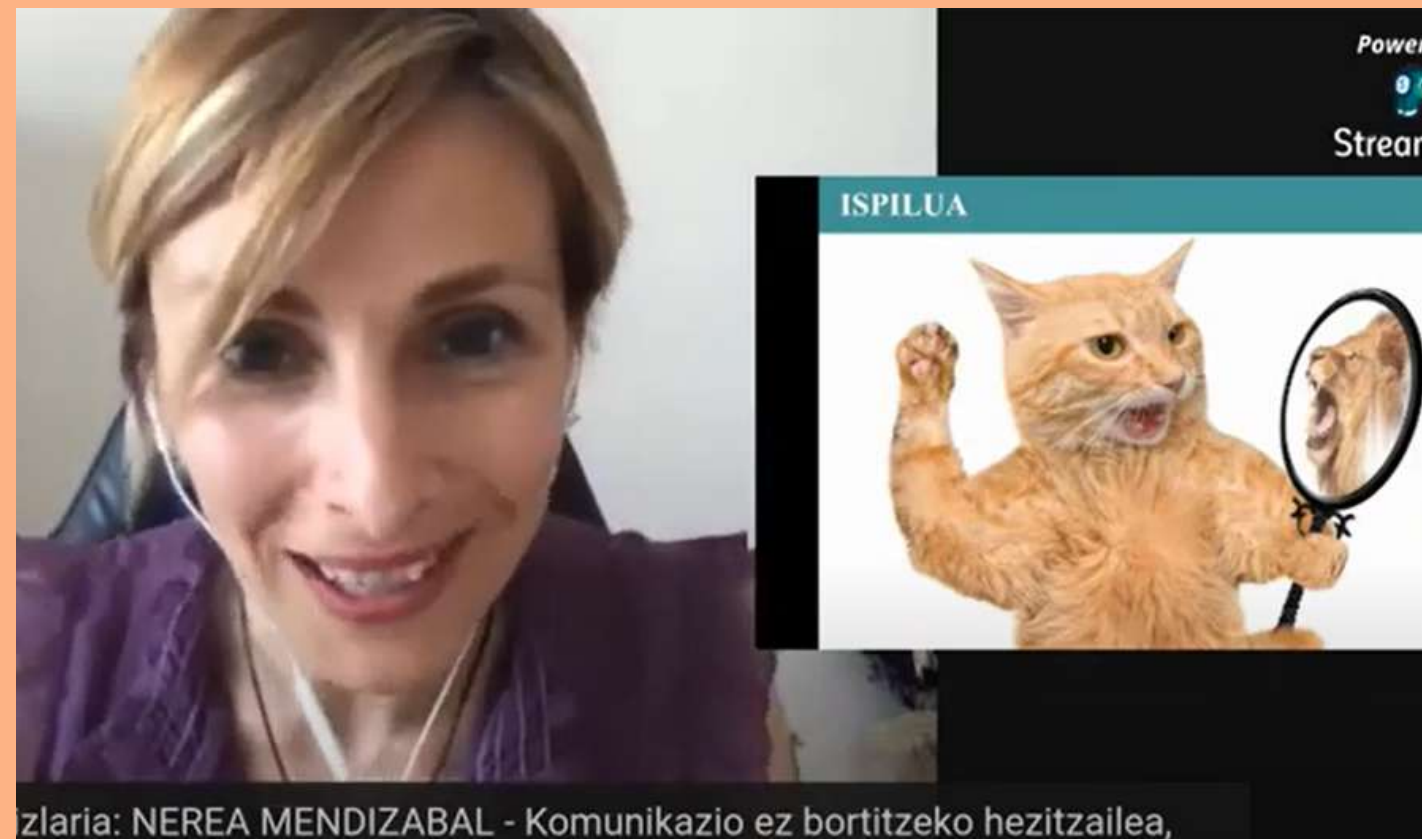 Power
Stream
ISPILUA
izlaria: NEREA MENDIZABAL - Komunikazio ez bortitzeko hezitzailea,